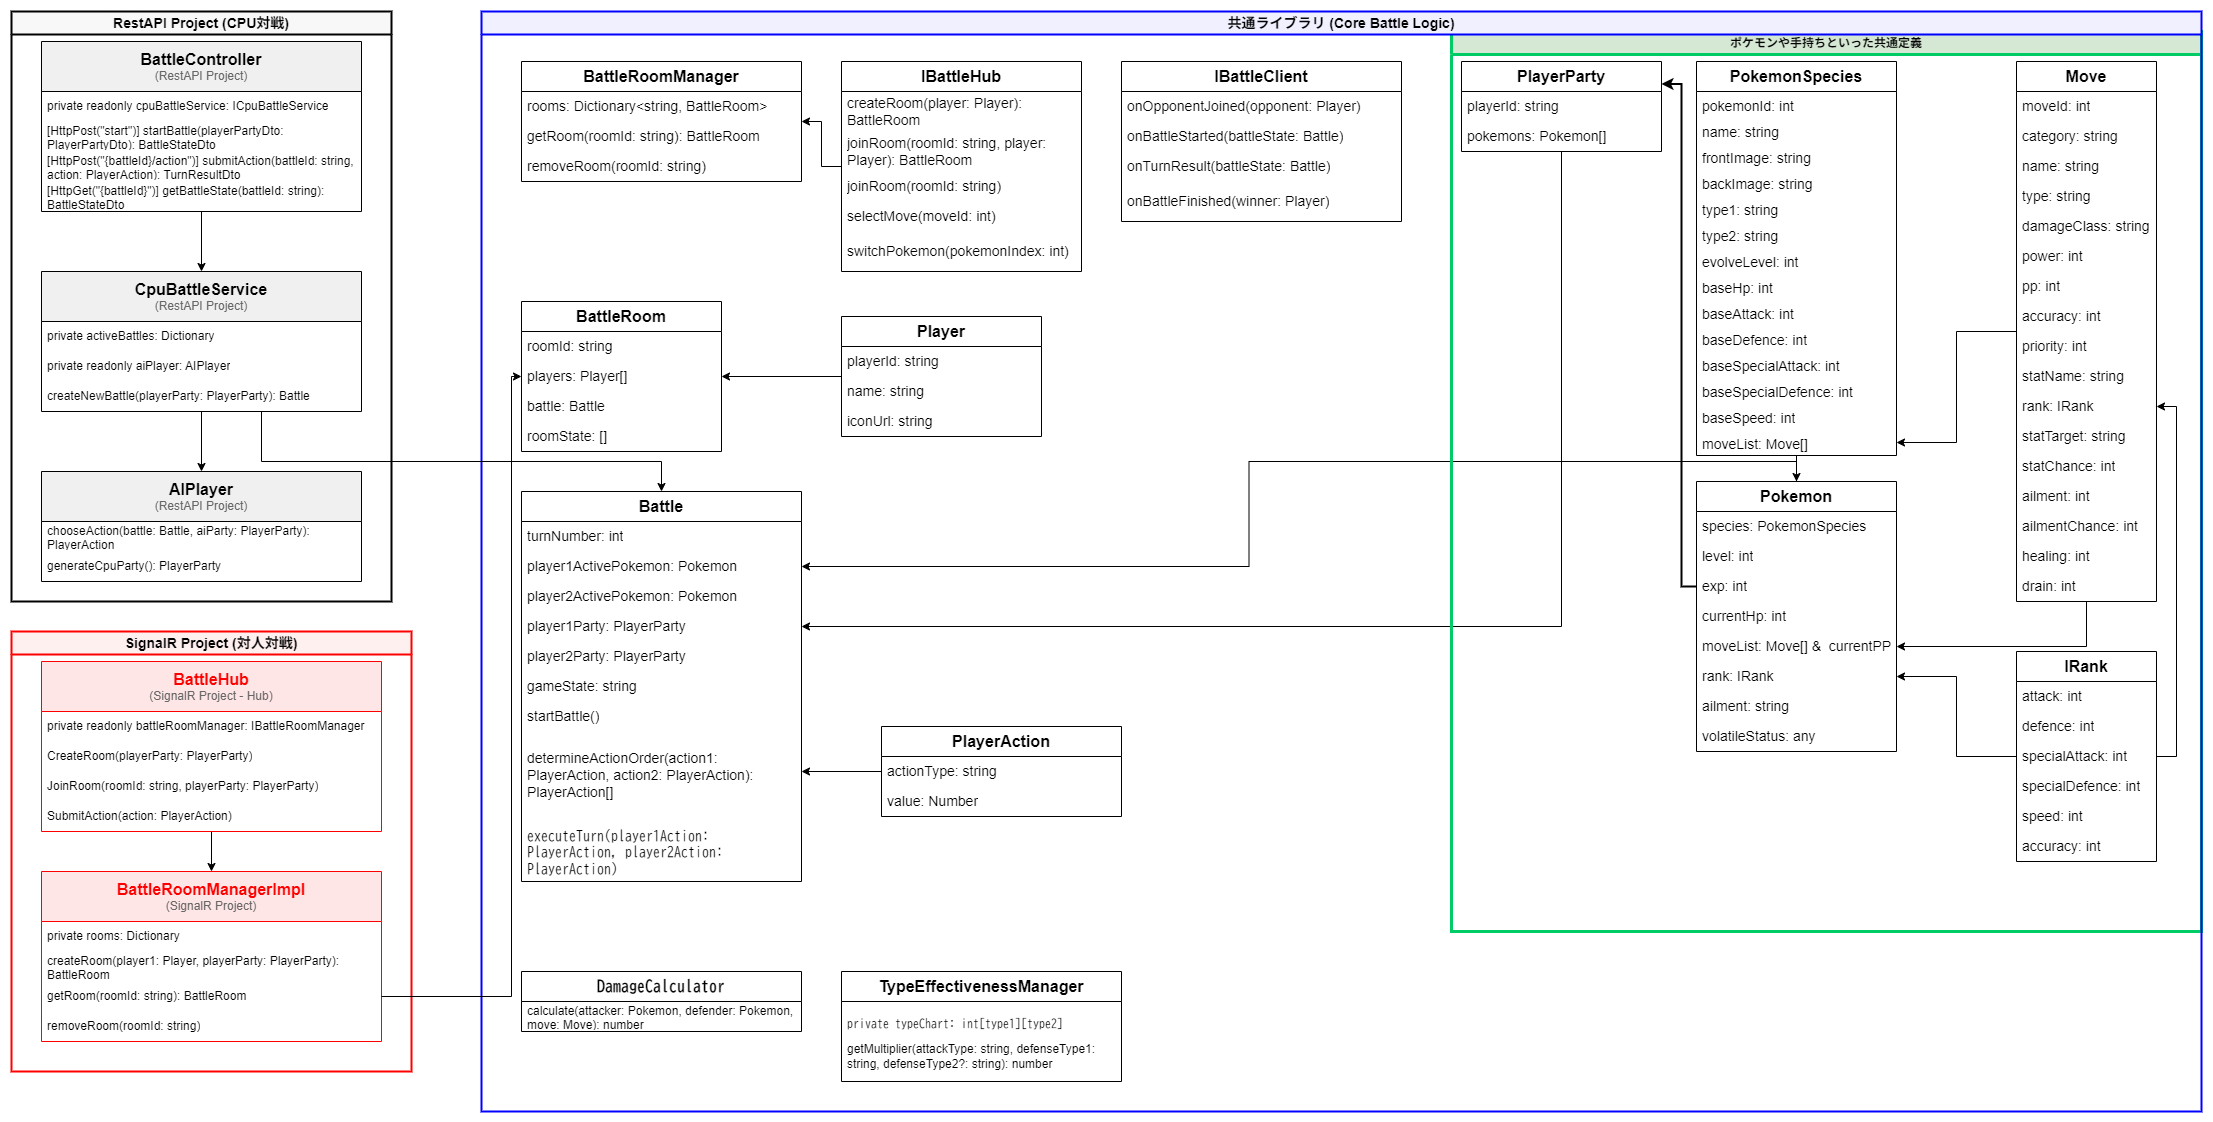 RestAPI Project (CPU対戦)
BattleController
(RestAPI Project)
private readonly cpuBattleService: ICpuBattleService
[HttpPost("start")] startBattle(playerPartyDto:
PlayerPartyDto): BattleStateDto
[HttpPost("{battleId}/action")] submitAction(battleId: string,
action: PlayerAction): TurnResultDto
[HttpGet("{battleId}")] getBattleState(battleId: string):
BattleStateDto
CpuBattleService
(RestAPI Project)
private activeBattles: Dictionary
private readonly aiPlayer: AIPlayer
createNewBattle(playerParty: PlayerParty): Battle
AIPlayer
(RestAPI Project)
chooseAction(battle: Battle, aiParty: PlayerParty):
PlayerAction
generateCpuParty(): PlayerParty
SignalR Project (対人対戦)
BattleHub
(SignalR Project - Hub)
private readonly battleRoomManager: IBattleRoomManager
CreateRoom(playerParty: PlayerParty)
JoinRoom(roomId: string, playerParty: PlayerParty)
SubmitAction(action: PlayerAction)
BattleRoomManagerImpl
(SignalR Project)
private rooms: Dictionary
createRoom(player1: Player, playerParty: PlayerParty):
BattleRoom
getRoom(roomId: string): BattleRoom
removeRoom(roomId: string)
共通ライブラリ (Core Battle Logic)
BattleRoomManager
rooms: Dictionary<string, BattleRoom>
getRoom(roomId: string): BattleRoom
removeRoom(roomId: string)
IBattleHub
createRoom(player: Player):
BattleRoom
joinRoom(roomId: string, player:
Player): BattleRoom
joinRoom(roomId: string)
selectMove(moveId: int)
switchPokemon(pokemonIndex: int)
IBattleClient
onOpponentJoined(opponent: Player)
onBattleStarted(battleState: Battle)
onTurnResult(battleState: Battle)
onBattleFinished(winner: Player)
BattleRoom
roomId: string
players: Player[]
battle: Battle
roomState: []
Player
playerId: string
name: string
iconUrl: string
Battle
turnNumber: int
player1ActivePokemon: Pokemon
player2ActivePokemon: Pokemon
player1Party: PlayerParty
player2Party: PlayerParty
gameState: string
startBattle()
determineActionOrder(action1:
PlayerAction, action2: PlayerAction):
PlayerAction[]
executeTurn(player1Action:
PlayerAction, player2Action:
PlayerAction)
PlayerAction
actionType: string
value: Number
DamageCalculator
calculate(attacker: Pokemon, defender: Pokemon,
move: Move): number
TypeEffectivenessManager
private typeChart: int[type1][type2]
getMultiplier(attackType: string, defenseType1:
string, defenseType2?: string): number
ポケモンや手持ちといった共通定義
PlayerParty
playerId: string
pokemons: Pokemon[]
PokemonSpecies
pokemonId: int
name: string
frontImage: string
backImage: string
type1: string
type2: string
evolveLevel: int
baseHp: int
baseAttack: int
baseDefence: int
baseSpecialAttack: int
baseSpecialDefence: int
baseSpeed: int
moveList: Move[]
Pokemon
species: PokemonSpecies
level: int
exp: int
currentHp: int
moveList: Move[] & currentPP
rank: IRank
ailment: string
volatileStatus: any
Move
moveId: int
category: string
name: string
type: string
damageClass: string
power: int
pp: int
accuracy: int
priority: int
statName: string
rank: IRank
statTarget: string
statChance: int
ailment: int
ailmentChance: int
healing: int
drain: int
IRank
attack: int
defence: int
specialAttack: int
specialDefence: int
speed: int
accuracy: int